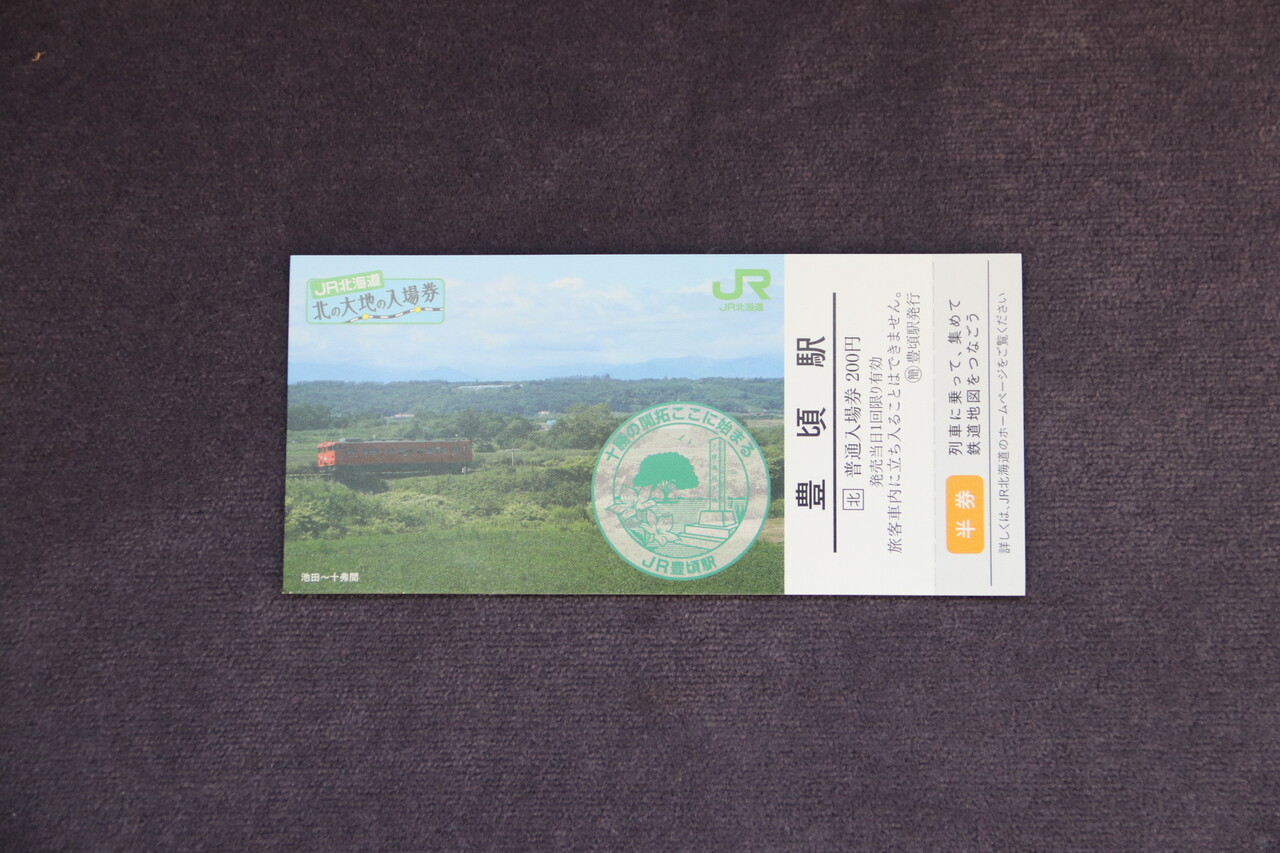 JR北海道
北の大地の入場券
JR
JR北海道
十勝の開拓ここに始まる
JR豊頃駅
池田〜十弗間
豊頃駅
北 普通入場券 200円
発売当日1回限り有効
旅客車内に立ち入ることはできません。
簡 豊頃駅発行
半券
列車に乗って、集めて
鉄道地図をつなごう
詳しくは、JR北海道のホームページをご覧ください